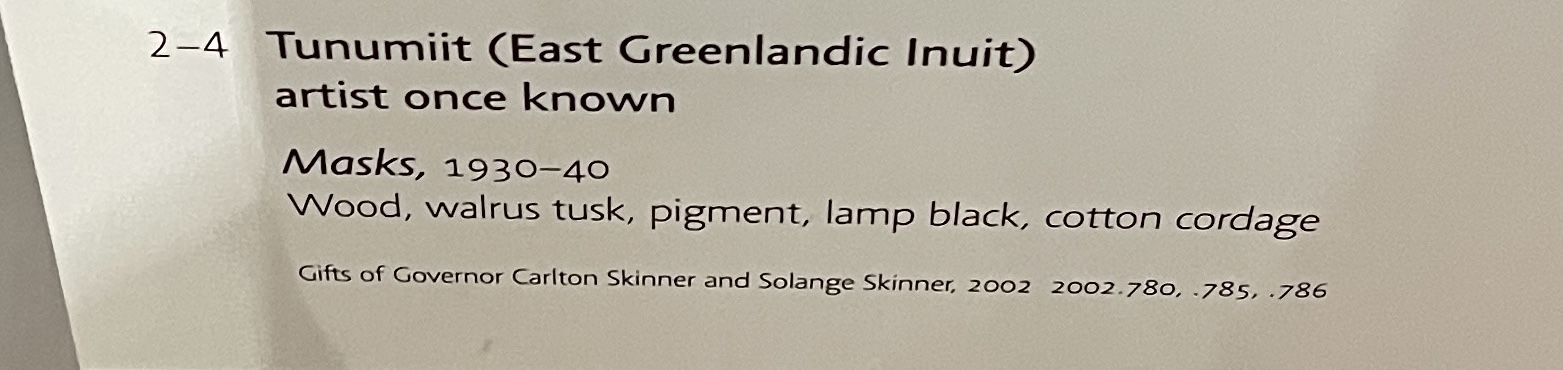 2–4 Tunumiit (East Greenlandic Inuit)
artist once known
Masks, 1930–40
Wood, walrus tusk, pigment, lamp black, cotton cordage
Gifts of Governor Carlton Skinner and Solange Skinner, 2002 2002.780, .785, .786